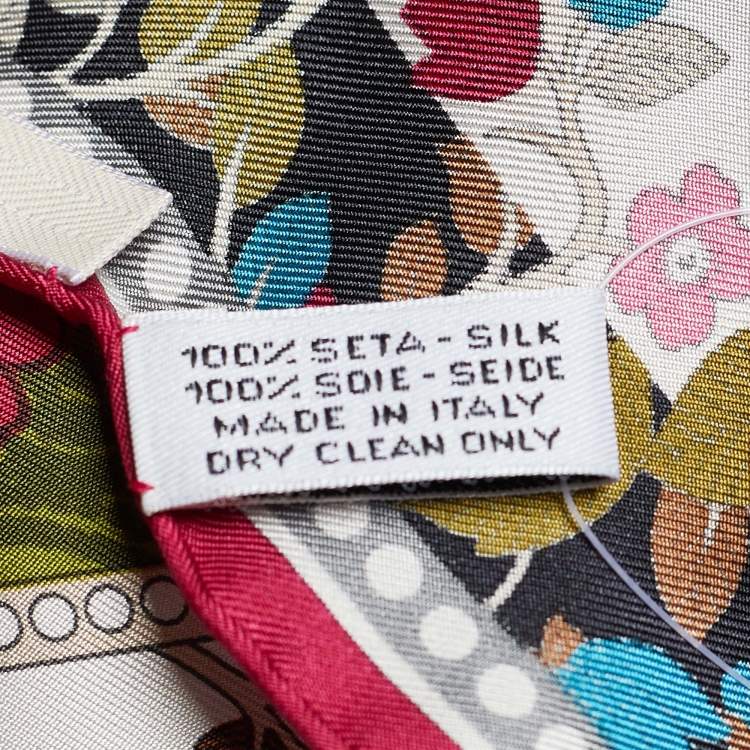 100% SETA - SILK
100% SOIE - SEIDE
MADE IN ITALY
DRY CLEAN ONLY